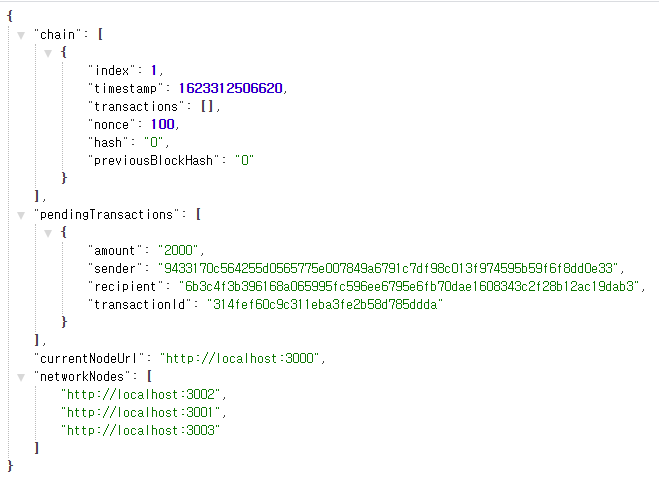 {
"chain": [
{
"index": 1,
"timestamp": 1623312506620,
"transactions": [],
"nonce": 100,
"hash": "0",
"previousBlockHash": "0"
}
],
"pendingTransactions": [
{
"amount": "2000",
"sender": "9433170c564255d0565775e007849a6791c7df98c013f974595b59f6f8dd0e33",
"recipient": "6b3c4f3b396168a065995fc596ee6795e6fb70dae1608343c2f28b12ac19dab3",
"transactionId": "314fef60c9c311eba3fe2b58d785ddda"
}
],
"currentNodeUrl": "http://localhost:3000",
"networkNodes": [
"http://localhost:3002",
"http://localhost:3001",
"http://localhost:3003"
]
}